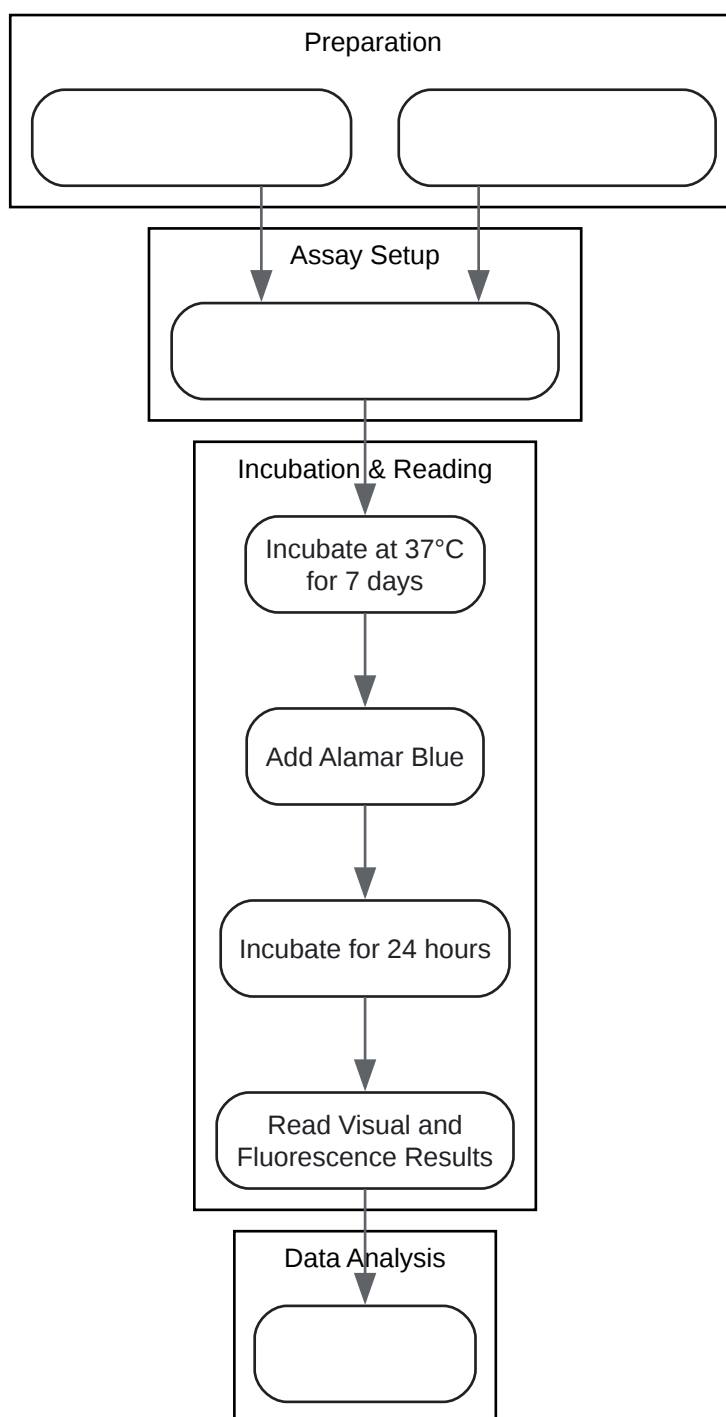 Preparation
Assay Setup
Incubation & Reading
Incubate at 37°C
for 7 days
Add Alamar Blue
Incubate for 24 hours
Read Visual and
Fluorescence Results
Data Analysis